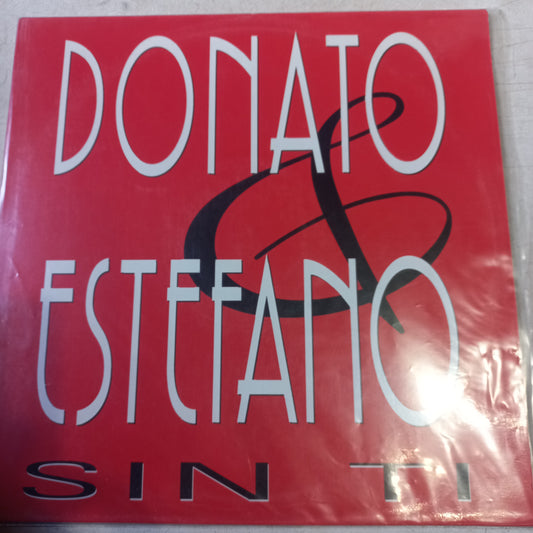 DONATO
&
ESTEFANO
SIN TI